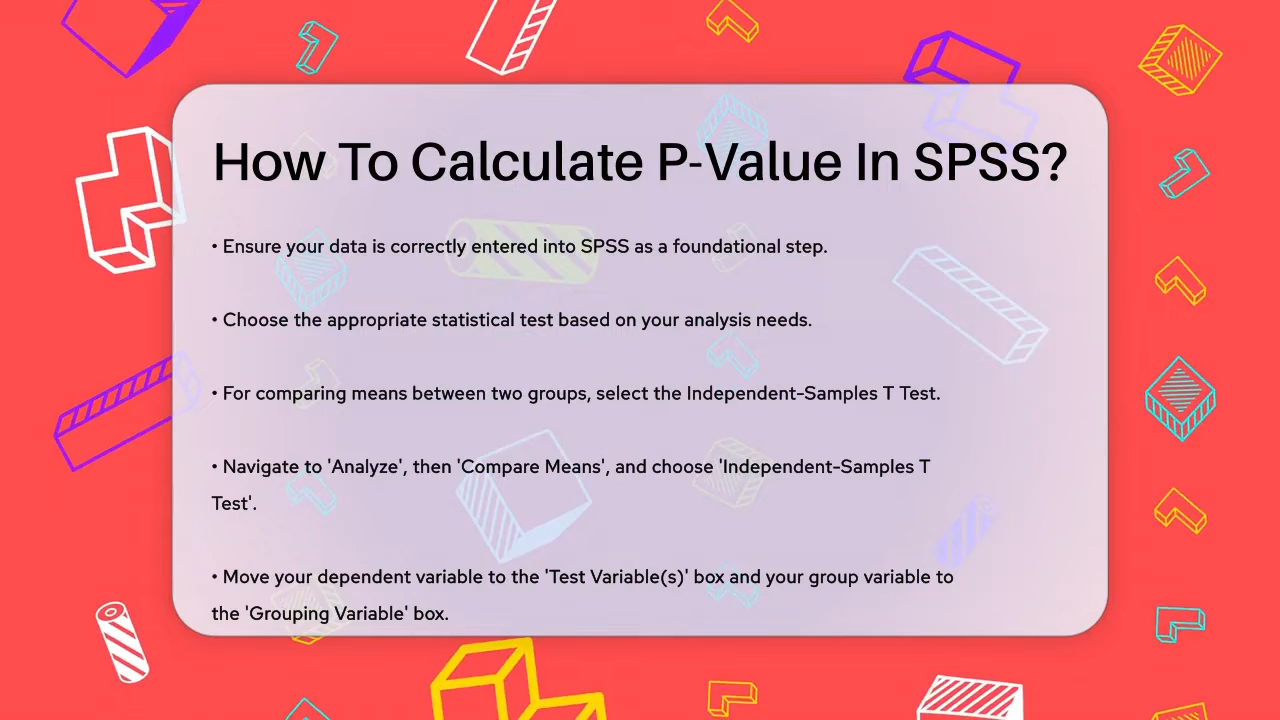 How To Calculate P-Value In SPSS?
• Ensure your data is correctly entered into SPSS as a foundational step.
• Choose the appropriate statistical test based on your analysis needs.
• For comparing means between two groups, select the Independent-Samples T Test.
• Navigate to 'Analyze', then 'Compare Means', and choose 'Independent-Samples T
Test'.
• Move your dependent variable to the 'Test Variable(s)' box and your group variable to
the 'Grouping Variable' box.